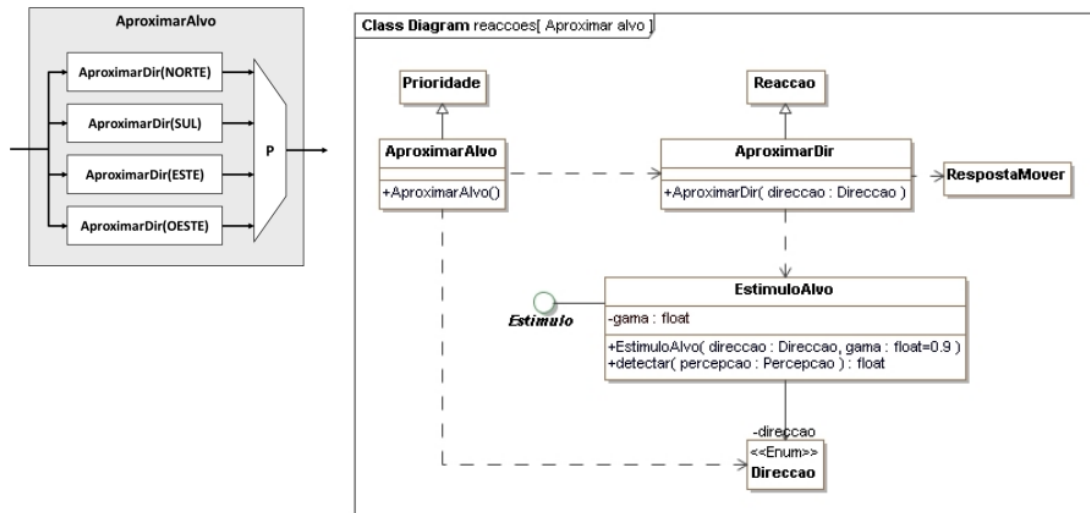 AproximarAlvo
AproximarDir(NORTE)
AproximarDir(SUL)
AproximarDir(ESTE)
AproximarDir(OESTE)
P
Class Diagram reaccoes[ Aproximar alvo ]
Prioridade
Reaccao
AproximarAlvo
+AproximarAlvo()
AproximarDir
+AproximarDir( direccao : Direccao )
RespostaMover
Estimulo
EstimuloAlvo
-gama : float
+EstimuloAlvo( direccao : Direccao, gama : float=0.9 )
+detectar( percepcao : Percepcao ) : float
-direccao
<<Enum>>
Direccao